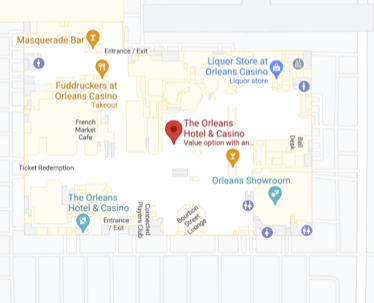 Masquerade Bar
Entrance / Exit
Liquor Store at
Orleans Casino
Liquor store
Fuddruckers at
Orleans Casino
Takeout
French
Market
Cafe
The Orleans
Hotel & Casino
Value option with an...
Bell
Desk
Ticket Redemption
Orleans Showroom
The Orleans
Hotel & Casino
Entrance
/ Exit
Connected
Players Club
Bourbon
Street
Lounge